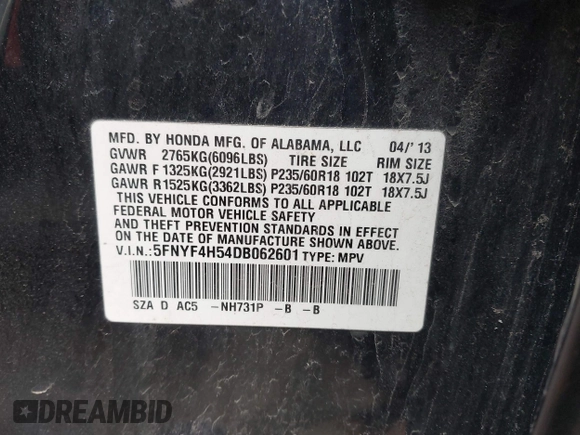 MFD. BY HONDA MFG. OF ALABAMA, LLC 04/' 13
GVWR 2765KG(6096LBS) TIRE SIZE RIM SIZE
GAWR F 1325KG(2921LBS) P235/60R18 102T 18X7.5J
GAWR R 1525KG(3362LBS) P235/60R18 102T 18X7.5J
THIS VEHICLE CONFORMS TO ALL APPLICABLE
FEDERAL MOTOR VEHICLE SAFETY
AND THEFT PREVENTION STANDARDS IN EFFECT
ON THE DATE OF MANUFACTURE SHOWN ABOVE.
V.I.N.: 5FNYF4H54DB062601 TYPE: MPV
SZA D AC5 -NH731P -B -B
DREAMBID